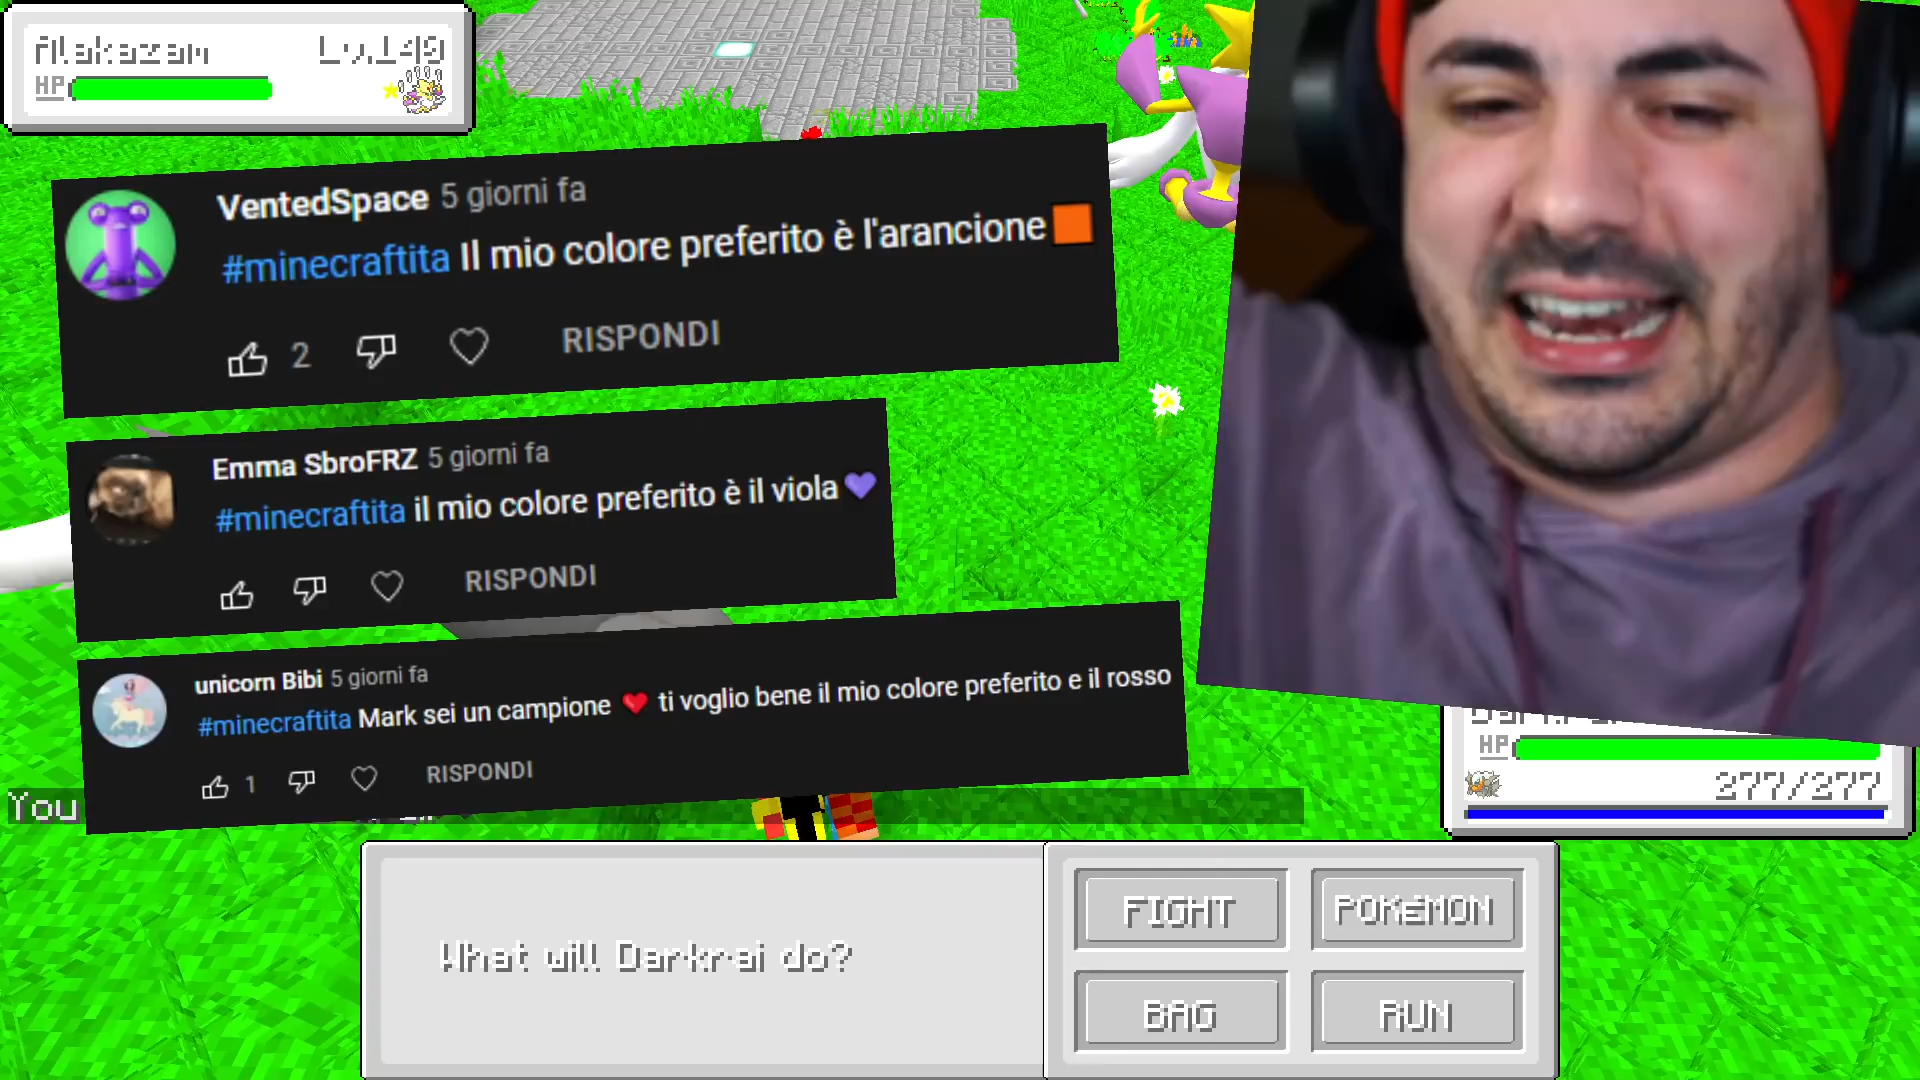 Alakazam Lv.149
HP
VentedSpace 5 giorni fa
#minecraftita Il mio colore preferito è l'arancione
2 RISPONDI
Emma SbroFRZ 5 giorni fa
#minecraftita il mio colore preferito è il viola
RISPONDI
unicorn Bibi 5 giorni fa
#minecraftita Mark sei un campione ❤ ti voglio bene il mio colore preferito e il rosso
1 RISPONDI
HP
277/277
You
What will Darkrai do?
FIGHT POKéMON
BAG RUN